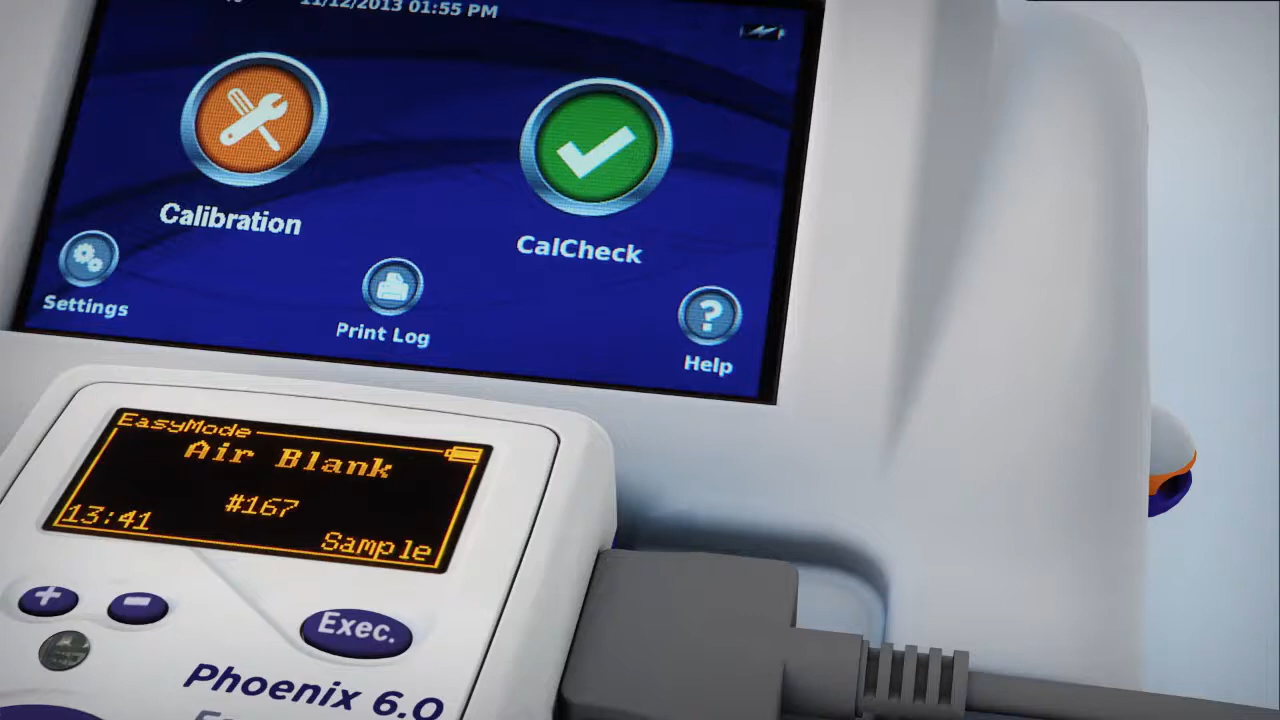 11/12/2013 01:55 PM
Calibration
CalCheck
Settings
Print Log
Help
EasyMode
Air Blank
#167
13:41
Sample
+
-
Exec.
Phoenix 6.0